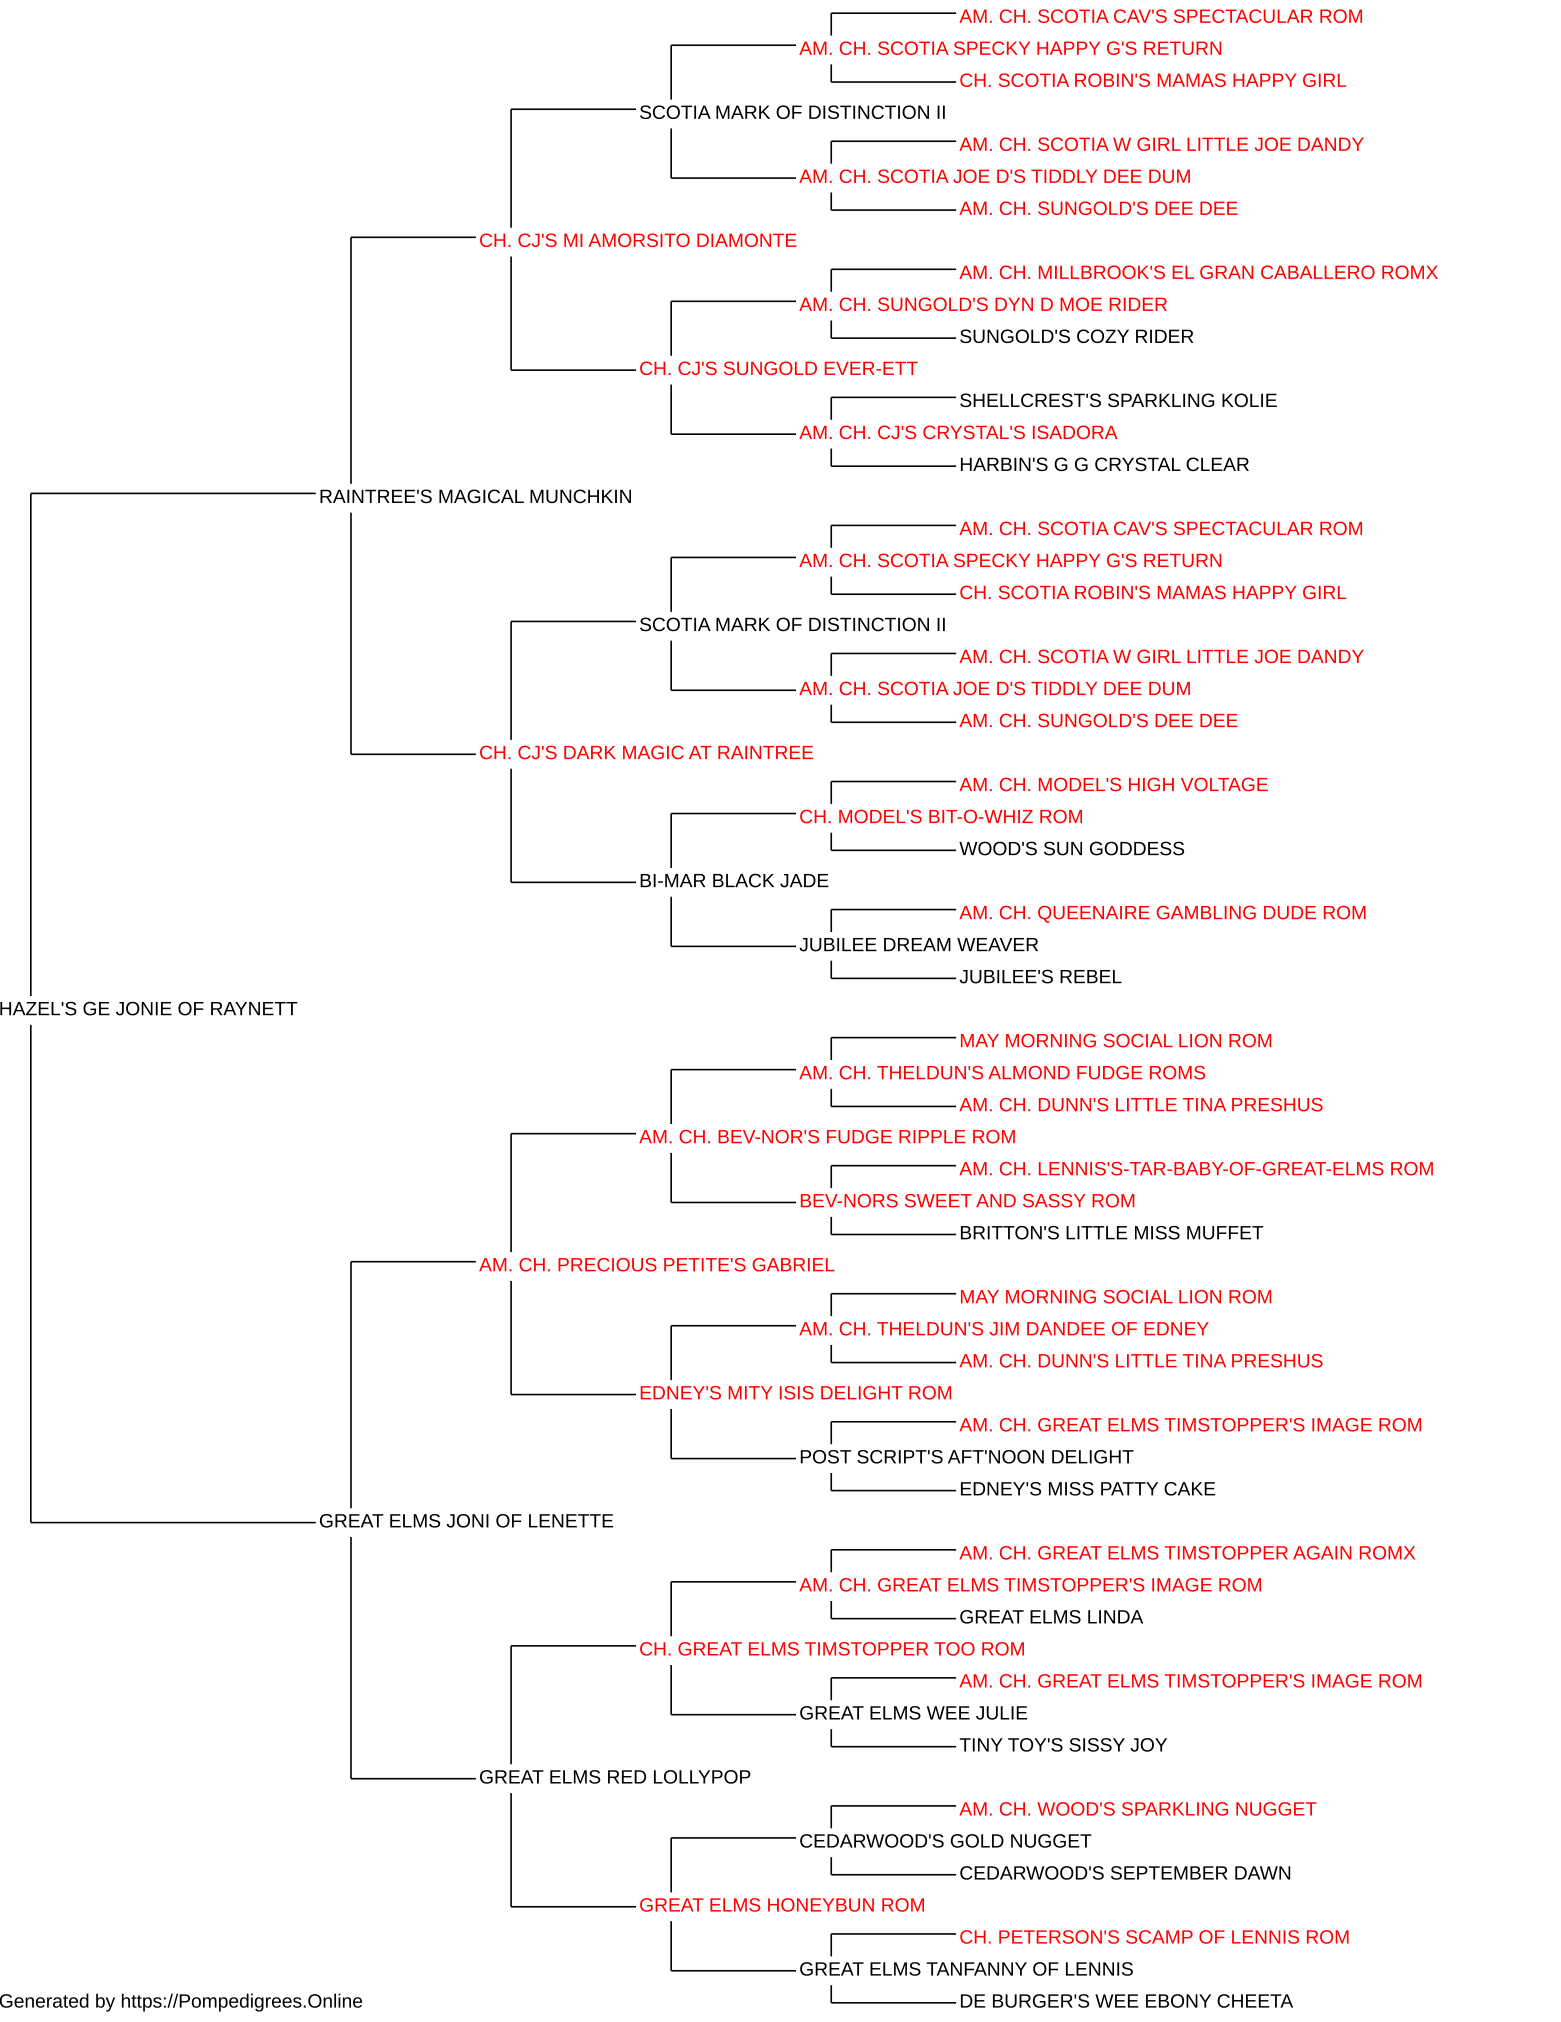 AM. CH. SCOTIA CAV'S SPECTACULAR ROM
AM. CH. SCOTIA SPECKY HAPPY G'S RETURN
CH. SCOTIA ROBIN'S MAMAS HAPPY GIRL
SCOTIA MARK OF DISTINCTION II
AM. CH. SCOTIA W GIRL LITTLE JOE DANDY
AM. CH. SCOTIA JOE D'S TIDDLY DEE DUM
AM. CH. SUNGOLD'S DEE DEE
CH. CJ'S MI AMORSITO DIAMONTE
AM. CH. MILLBROOK'S EL GRAN CABALLERO ROMX
AM. CH. SUNGOLD'S DYN D MOE RIDER
SUNGOLD'S COZY RIDER
CH. CJ'S SUNGOLD EVER-ETT
SHELLCREST'S SPARKLING KOLIE
AM. CH. CJ'S CRYSTAL'S ISADORA
HARBIN'S G G CRYSTAL CLEAR
RAINTREE'S MAGICAL MUNCHKIN
AM. CH. SCOTIA CAV'S SPECTACULAR ROM
AM. CH. SCOTIA SPECKY HAPPY G'S RETURN
CH. SCOTIA ROBIN'S MAMAS HAPPY GIRL
SCOTIA MARK OF DISTINCTION II
AM. CH. SCOTIA W GIRL LITTLE JOE DANDY
AM. CH. SCOTIA JOE D'S TIDDLY DEE DUM
AM. CH. SUNGOLD'S DEE DEE
CH. CJ'S DARK MAGIC AT RAINTREE
AM. CH. MODEL'S HIGH VOLTAGE
CH. MODEL'S BIT-O-WHIZ ROM
WOOD'S SUN GODDESS
BI-MAR BLACK JADE
AM. CH. QUEENAIRE GAMBLING DUDE ROM
JUBILEE DREAM WEAVER
JUBILEE'S REBEL
HAZEL'S GE JONIE OF RAYNETT
MAY MORNING SOCIAL LION ROM
AM. CH. THELDUN'S ALMOND FUDGE ROMS
AM. CH. DUNN'S LITTLE TINA PRESHUS
AM. CH. BEV-NOR'S FUDGE RIPPLE ROM
AM. CH. LENNIS'S-TAR-BABY-OF-GREAT-ELMS ROM
BEV-NORS SWEET AND SASSY ROM
BRITTON'S LITTLE MISS MUFFET
AM. CH. PRECIOUS PETITE'S GABRIEL
MAY MORNING SOCIAL LION ROM
AM. CH. THELDUN'S JIM DANDEE OF EDNEY
AM. CH. DUNN'S LITTLE TINA PRESHUS
EDNEY'S MITY ISIS DELIGHT ROM
AM. CH. GREAT ELMS TIMSTOPPER'S IMAGE ROM
POST SCRIPT'S AFT'NOON DELIGHT
EDNEY'S MISS PATTY CAKE
GREAT ELMS JONI OF LENETTE
AM. CH. GREAT ELMS TIMSTOPPER AGAIN ROMX
AM. CH. GREAT ELMS TIMSTOPPER'S IMAGE ROM
GREAT ELMS LINDA
CH. GREAT ELMS TIMSTOPPER TOO ROM
AM. CH. GREAT ELMS TIMSTOPPER'S IMAGE ROM
GREAT ELMS WEE JULIE
TINY TOY'S SISSY JOY
GREAT ELMS RED LOLLYPOP
AM. CH. WOOD'S SPARKLING NUGGET
CEDARWOOD'S GOLD NUGGET
CEDARWOOD'S SEPTEMBER DAWN
GREAT ELMS HONEYBUN ROM
CH. PETERSON'S SCAMP OF LENNIS ROM
GREAT ELMS TANFANNY OF LENNIS
DE BURGER'S WEE EBONY CHEETA
Generated by https://Pompedigrees.Online